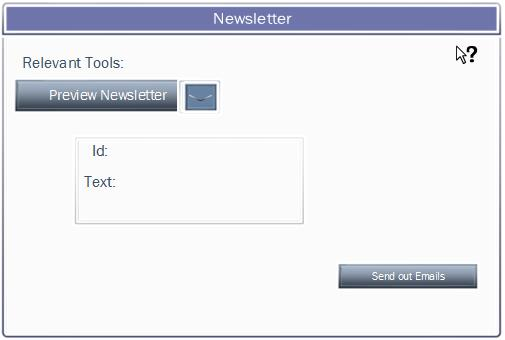 Newsletter
?
Relevant Tools:
Preview Newsletter
Id:
Text:
Send out Emails